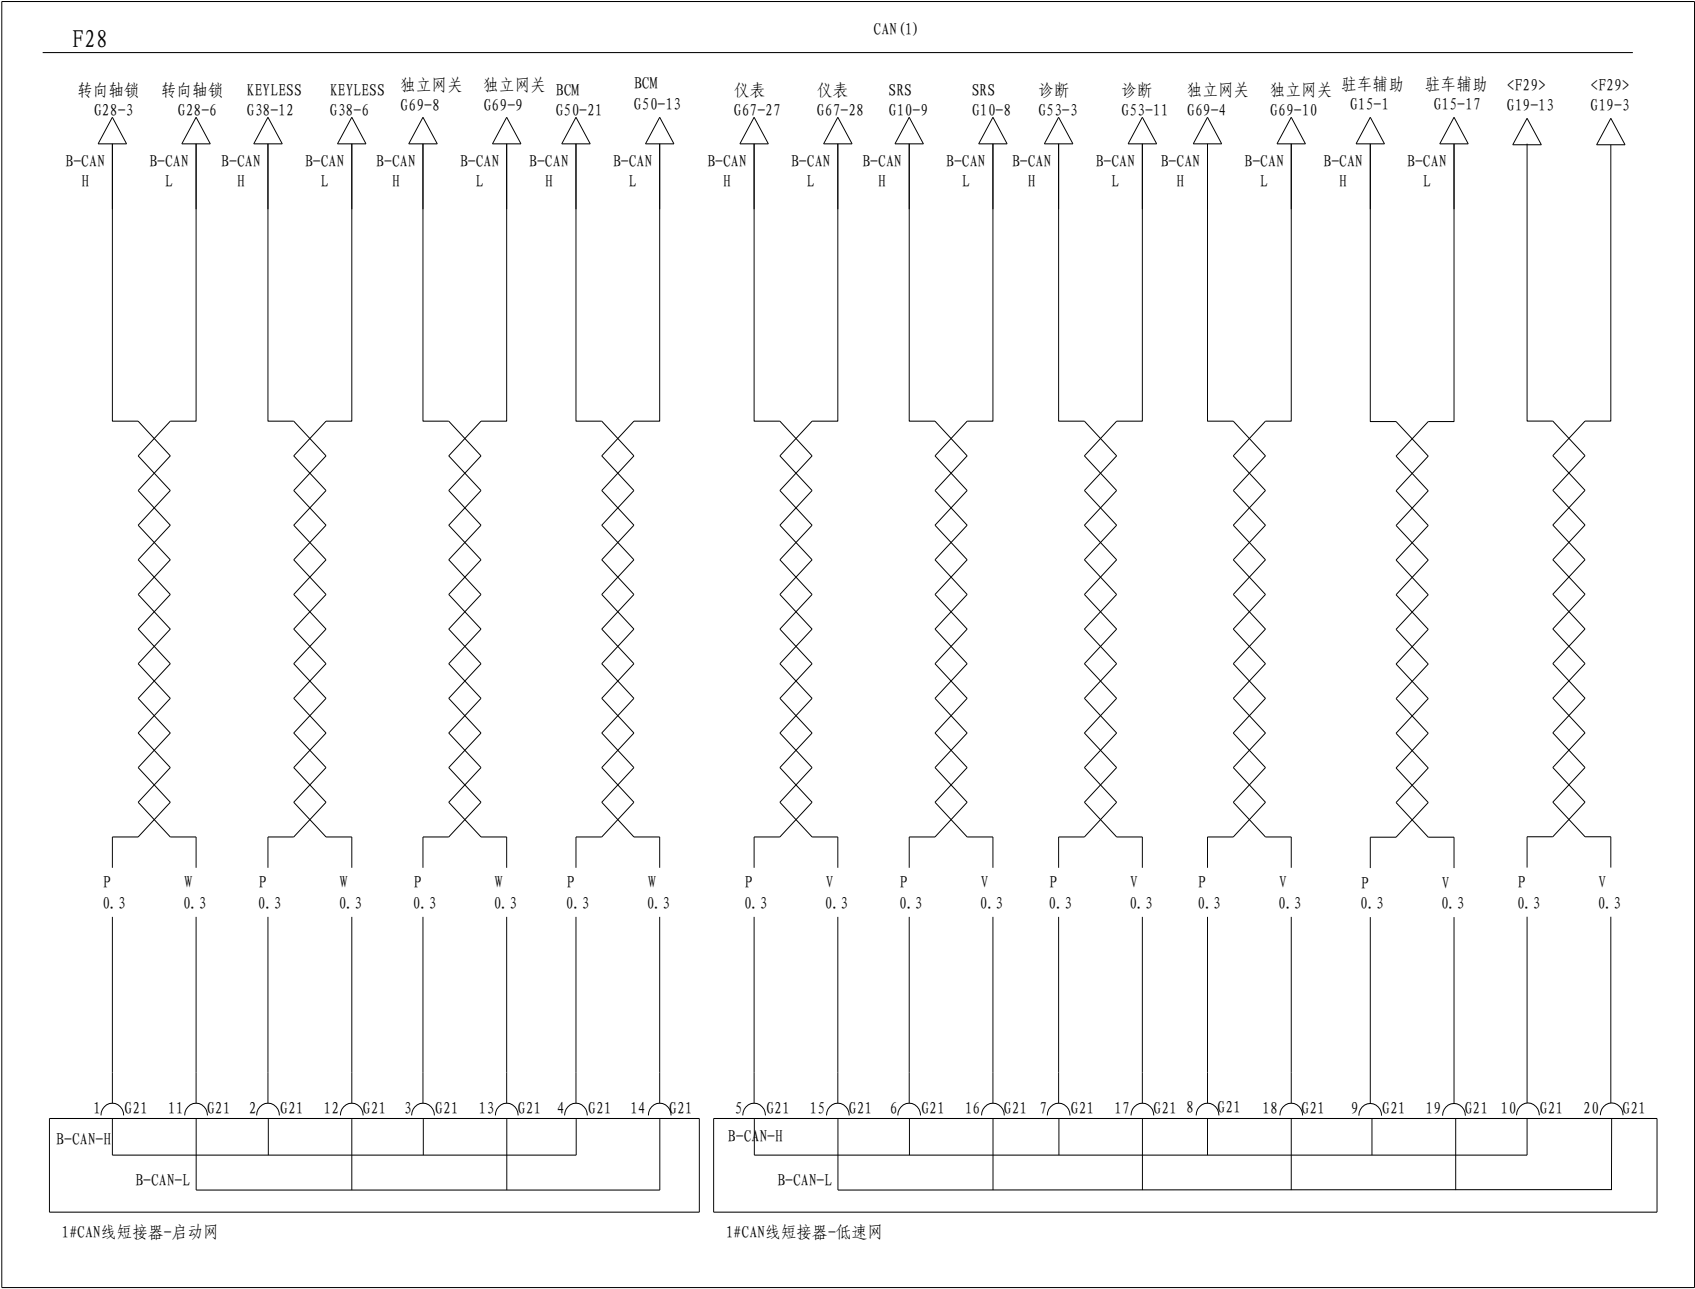 F28
CAN(1)
转向轴锁 转向轴锁 KEYLESS KEYLESS 独立网关 独立网关 BCM BCM 仪表 仪表 SRS SRS 诊断 诊断 独立网关 独立网关 驻车辅助 驻车辅助 <F29> <F29>
G28-3 G28-6 G38-12 G38-6 G69-8 G69-9 G50-21 G50-13 G67-27 G67-28 G10-9 G10-8 G53-3 G53-11 G69-4 G69-10 G15-1 G15-17 G19-13 G19-3
B-CAN B-CAN B-CAN B-CAN B-CAN B-CAN B-CAN B-CAN B-CAN B-CAN B-CAN B-CAN B-CAN B-CAN B-CAN B-CAN B-CAN B-CAN
H L H L H L H L H L H L H L H L H L
P W P W P W P W P V P V P V P V P V P V
0.3 0.3 0.3 0.3 0.3 0.3 0.3 0.3 0.3 0.3 0.3 0.3 0.3 0.3 0.3 0.3 0.3 0.3 0.3 0.3
1 G21 11 G21 2 G21 12 G21 3 G21 13 G21 4 G21 14 G21 5 G21 15 G21 6 G21 16 G21 7 G21 17 G21 8 G21 18 G21 9 G21 19 G21 10 G21 20 G21
B-CAN-H B-CAN-H
B-CAN-L B-CAN-L
1#CAN线短接器-启动网 1#CAN线短接器-低速网